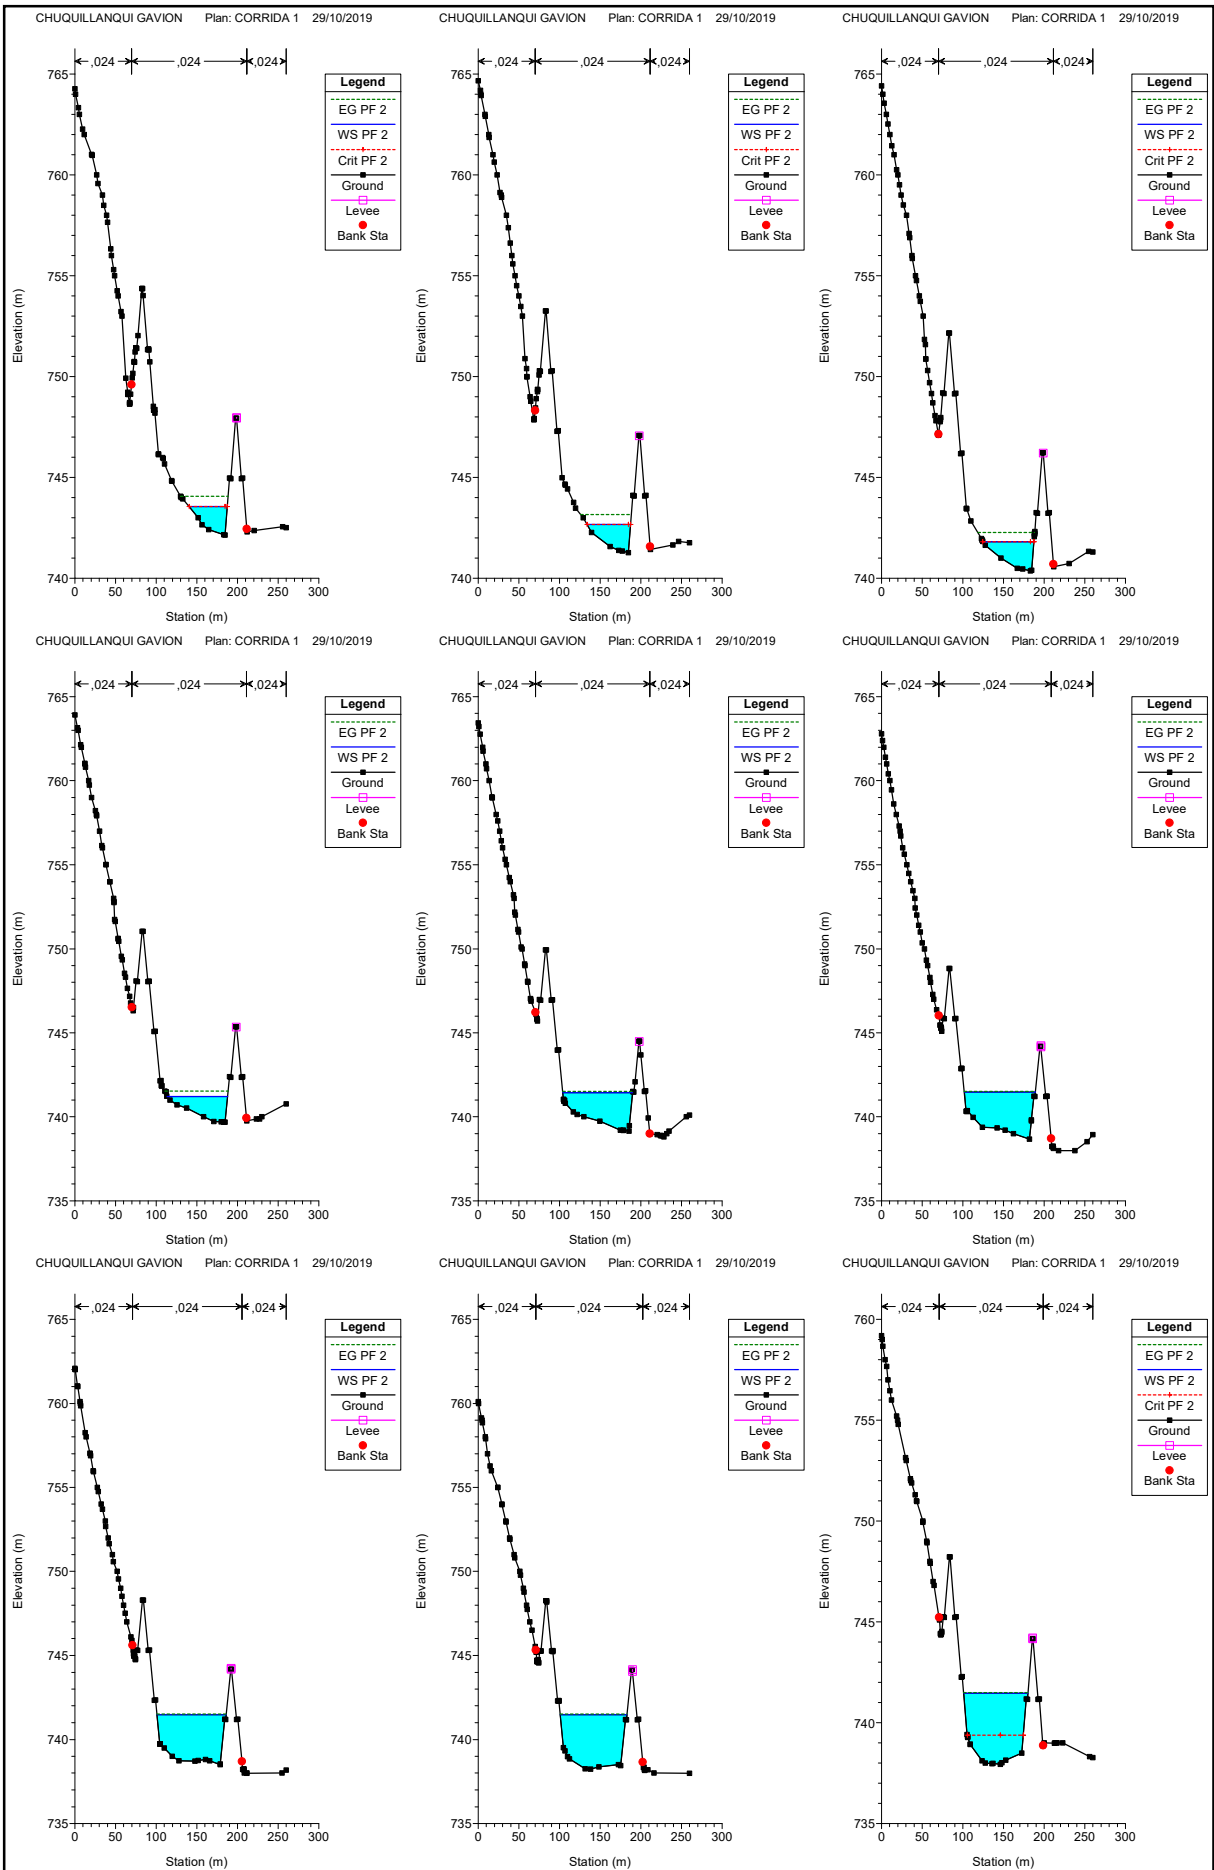 CHUQUILLANQUI GAVION Plan: CORRIDA 1 29/10/2019
,024 ,024 ,024
Legend
EG PF 2
WS PF 2
Crit PF 2
Ground
Levee
Bank Sta
Elevation (m)
765
760
755
750
745
740
0 50 100 150 200 250 300
Station (m)
CHUQUILLANQUI GAVION Plan: CORRIDA 1 29/10/2019
,024 ,024 ,024
Legend
EG PF 2
WS PF 2
Crit PF 2
Ground
Levee
Bank Sta
Elevation (m)
765
760
755
750
745
740
0 50 100 150 200 250 300
Station (m)
CHUQUILLANQUI GAVION Plan: CORRIDA 1 29/10/2019
,024 ,024 ,024
Legend
EG PF 2
WS PF 2
Crit PF 2
Ground
Levee
Bank Sta
Elevation (m)
765
760
755
750
745
740
0 50 100 150 200 250 300
Station (m)
CHUQUILLANQUI GAVION Plan: CORRIDA 1 29/10/2019
,024 ,024 ,024
Legend
EG PF 2
WS PF 2
Ground
Levee
Bank Sta
Elevation (m)
765
760
755
750
745
740
735
0 50 100 150 200 250 300
Station (m)
CHUQUILLANQUI GAVION Plan: CORRIDA 1 29/10/2019
,024 ,024 ,024
Legend
EG PF 2
WS PF 2
Ground
Levee
Bank Sta
Elevation (m)
765
760
755
750
745
740
735
0 50 100 150 200 250 300
Station (m)
CHUQUILLANQUI GAVION Plan: CORRIDA 1 29/10/2019
,024 ,024 ,024
Legend
EG PF 2
WS PF 2
Ground
Levee
Bank Sta
Elevation (m)
765
760
755
750
745
740
735
0 50 100 150 200 250 300
Station (m)
CHUQUILLANQUI GAVION Plan: CORRIDA 1 29/10/2019
,024 ,024 ,024
Legend
EG PF 2
WS PF 2
Ground
Levee
Bank Sta
Elevation (m)
765
760
755
750
745
740
735
0 50 100 150 200 250 300
Station (m)
CHUQUILLANQUI GAVION Plan: CORRIDA 1 29/10/2019
,024 ,024 ,024
Legend
EG PF 2
WS PF 2
Ground
Levee
Bank Sta
Elevation (m)
765
760
755
750
745
740
735
0 50 100 150 200 250 300
Station (m)
CHUQUILLANQUI GAVION Plan: CORRIDA 1 29/10/2019
,024 ,024 ,024
Legend
EG PF 2
WS PF 2
Crit PF 2
Ground
Levee
Bank Sta
Elevation (m)
760
755
750
745
740
735
0 50 100 150 200 250 300
Station (m)